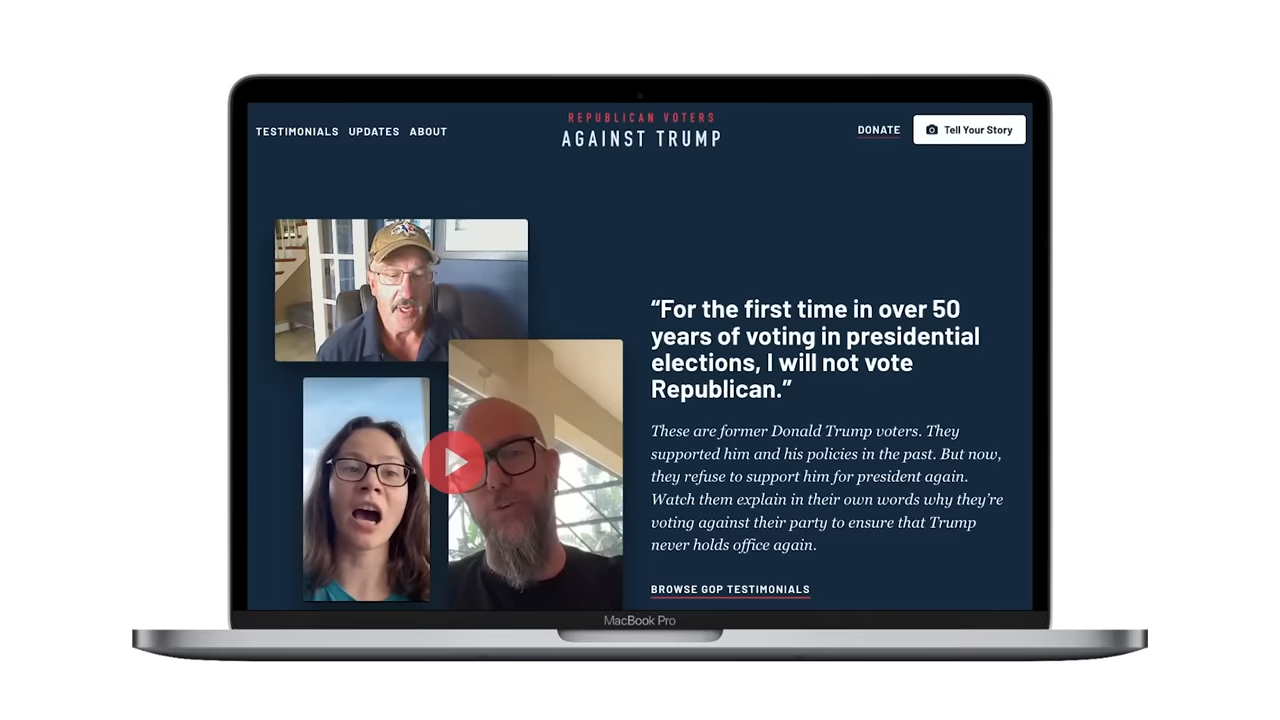 TESTIMONIALS UPDATES ABOUT
REPUBLICAN VOTERS
AGAINST TRUMP
DONATE
Tell Your Story
“For the first time in over 50
years of voting in presidential
elections, I will not vote
Republican.”
These are former Donald Trump voters. They
supported him and his policies in the past. But now,
they refuse to support him for president again.
Watch them explain in their own words why they’re
voting against their party to ensure that Trump
never holds office again.
BROWSE GOP TESTIMONIALS
MacBook Pro